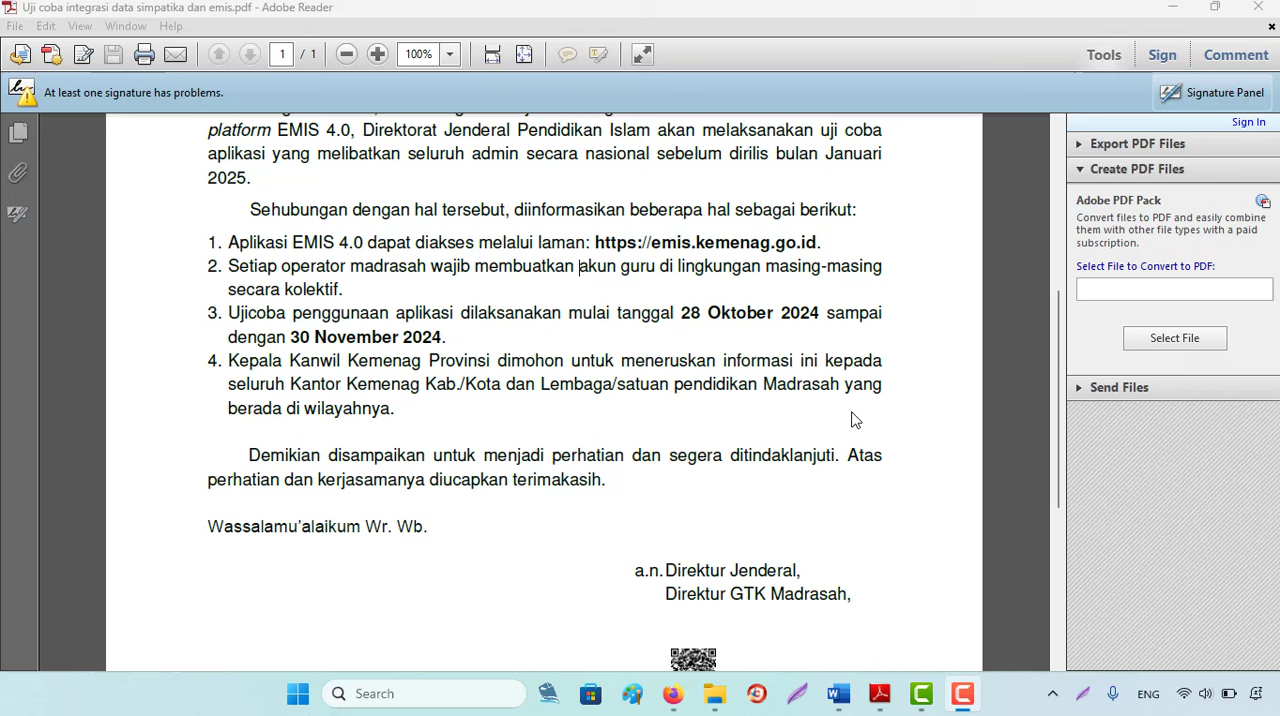 Uji coba integrasi data simpatika dan emis.pdf - Adobe Reader
File Edit View Window Help
1 / 1 100% Tools Sign Comment
At least one signature has problems. Signature Panel
platform EMIS 4.0, Direktorat Jenderal Pendidikan Islam akan melaksanakan uji coba
aplikasi yang melibatkan seluruh admin secara nasional sebelum dirilis bulan Januari
2025.
Sehubungan dengan hal tersebut, diinformasikan beberapa hal sebagai berikut:
1. Aplikasi EMIS 4.0 dapat diakses melalui laman: https://emis.kemenag.go.id.
2. Setiap operator madrasah wajib membuatkan akun guru di lingkungan masing-masing
secara kolektif.
3. Ujicoba penggunaan aplikasi dilaksanakan mulai tanggal 28 Oktober 2024 sampai
dengan 30 November 2024.
4. Kepala Kanwil Kemenag Provinsi dimohon untuk meneruskan informasi ini kepada
seluruh Kantor Kemenag Kab./Kota dan Lembaga/satuan pendidikan Madrasah yang
berada di wilayahnya.
Demikian disampaikan untuk menjadi perhatian dan segera ditindaklanjuti. Atas
perhatian dan kerjasamanya diucapkan terimakasih.
Wassalamu’alaikum Wr. Wb.
a.n.Direktur Jenderal,
Direktur GTK Madrasah,
Sign In
Export PDF Files
Create PDF Files
Adobe PDF Pack
Convert files to PDF and easily combine
them with other file types with a paid
subscription.
Select File to Convert to PDF:
Select File
Send Files
Search
ENG